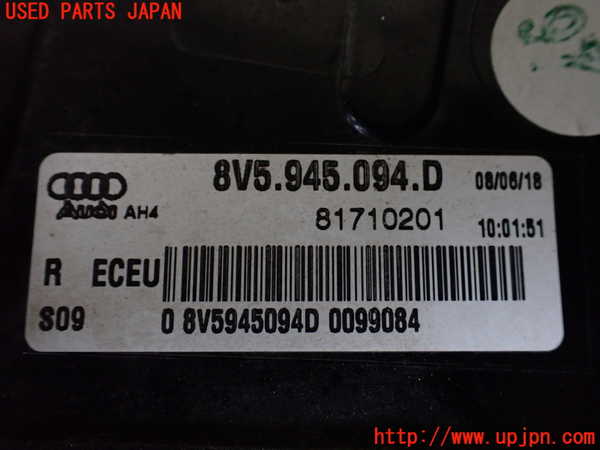 USED PARTS JAPAN
8V5.945.094.D 08/06/18
AUDI AH4 81710201 10:01:51
R ECEU
S09 0 8V5945094D 0099084
http://www.upjpn.com/